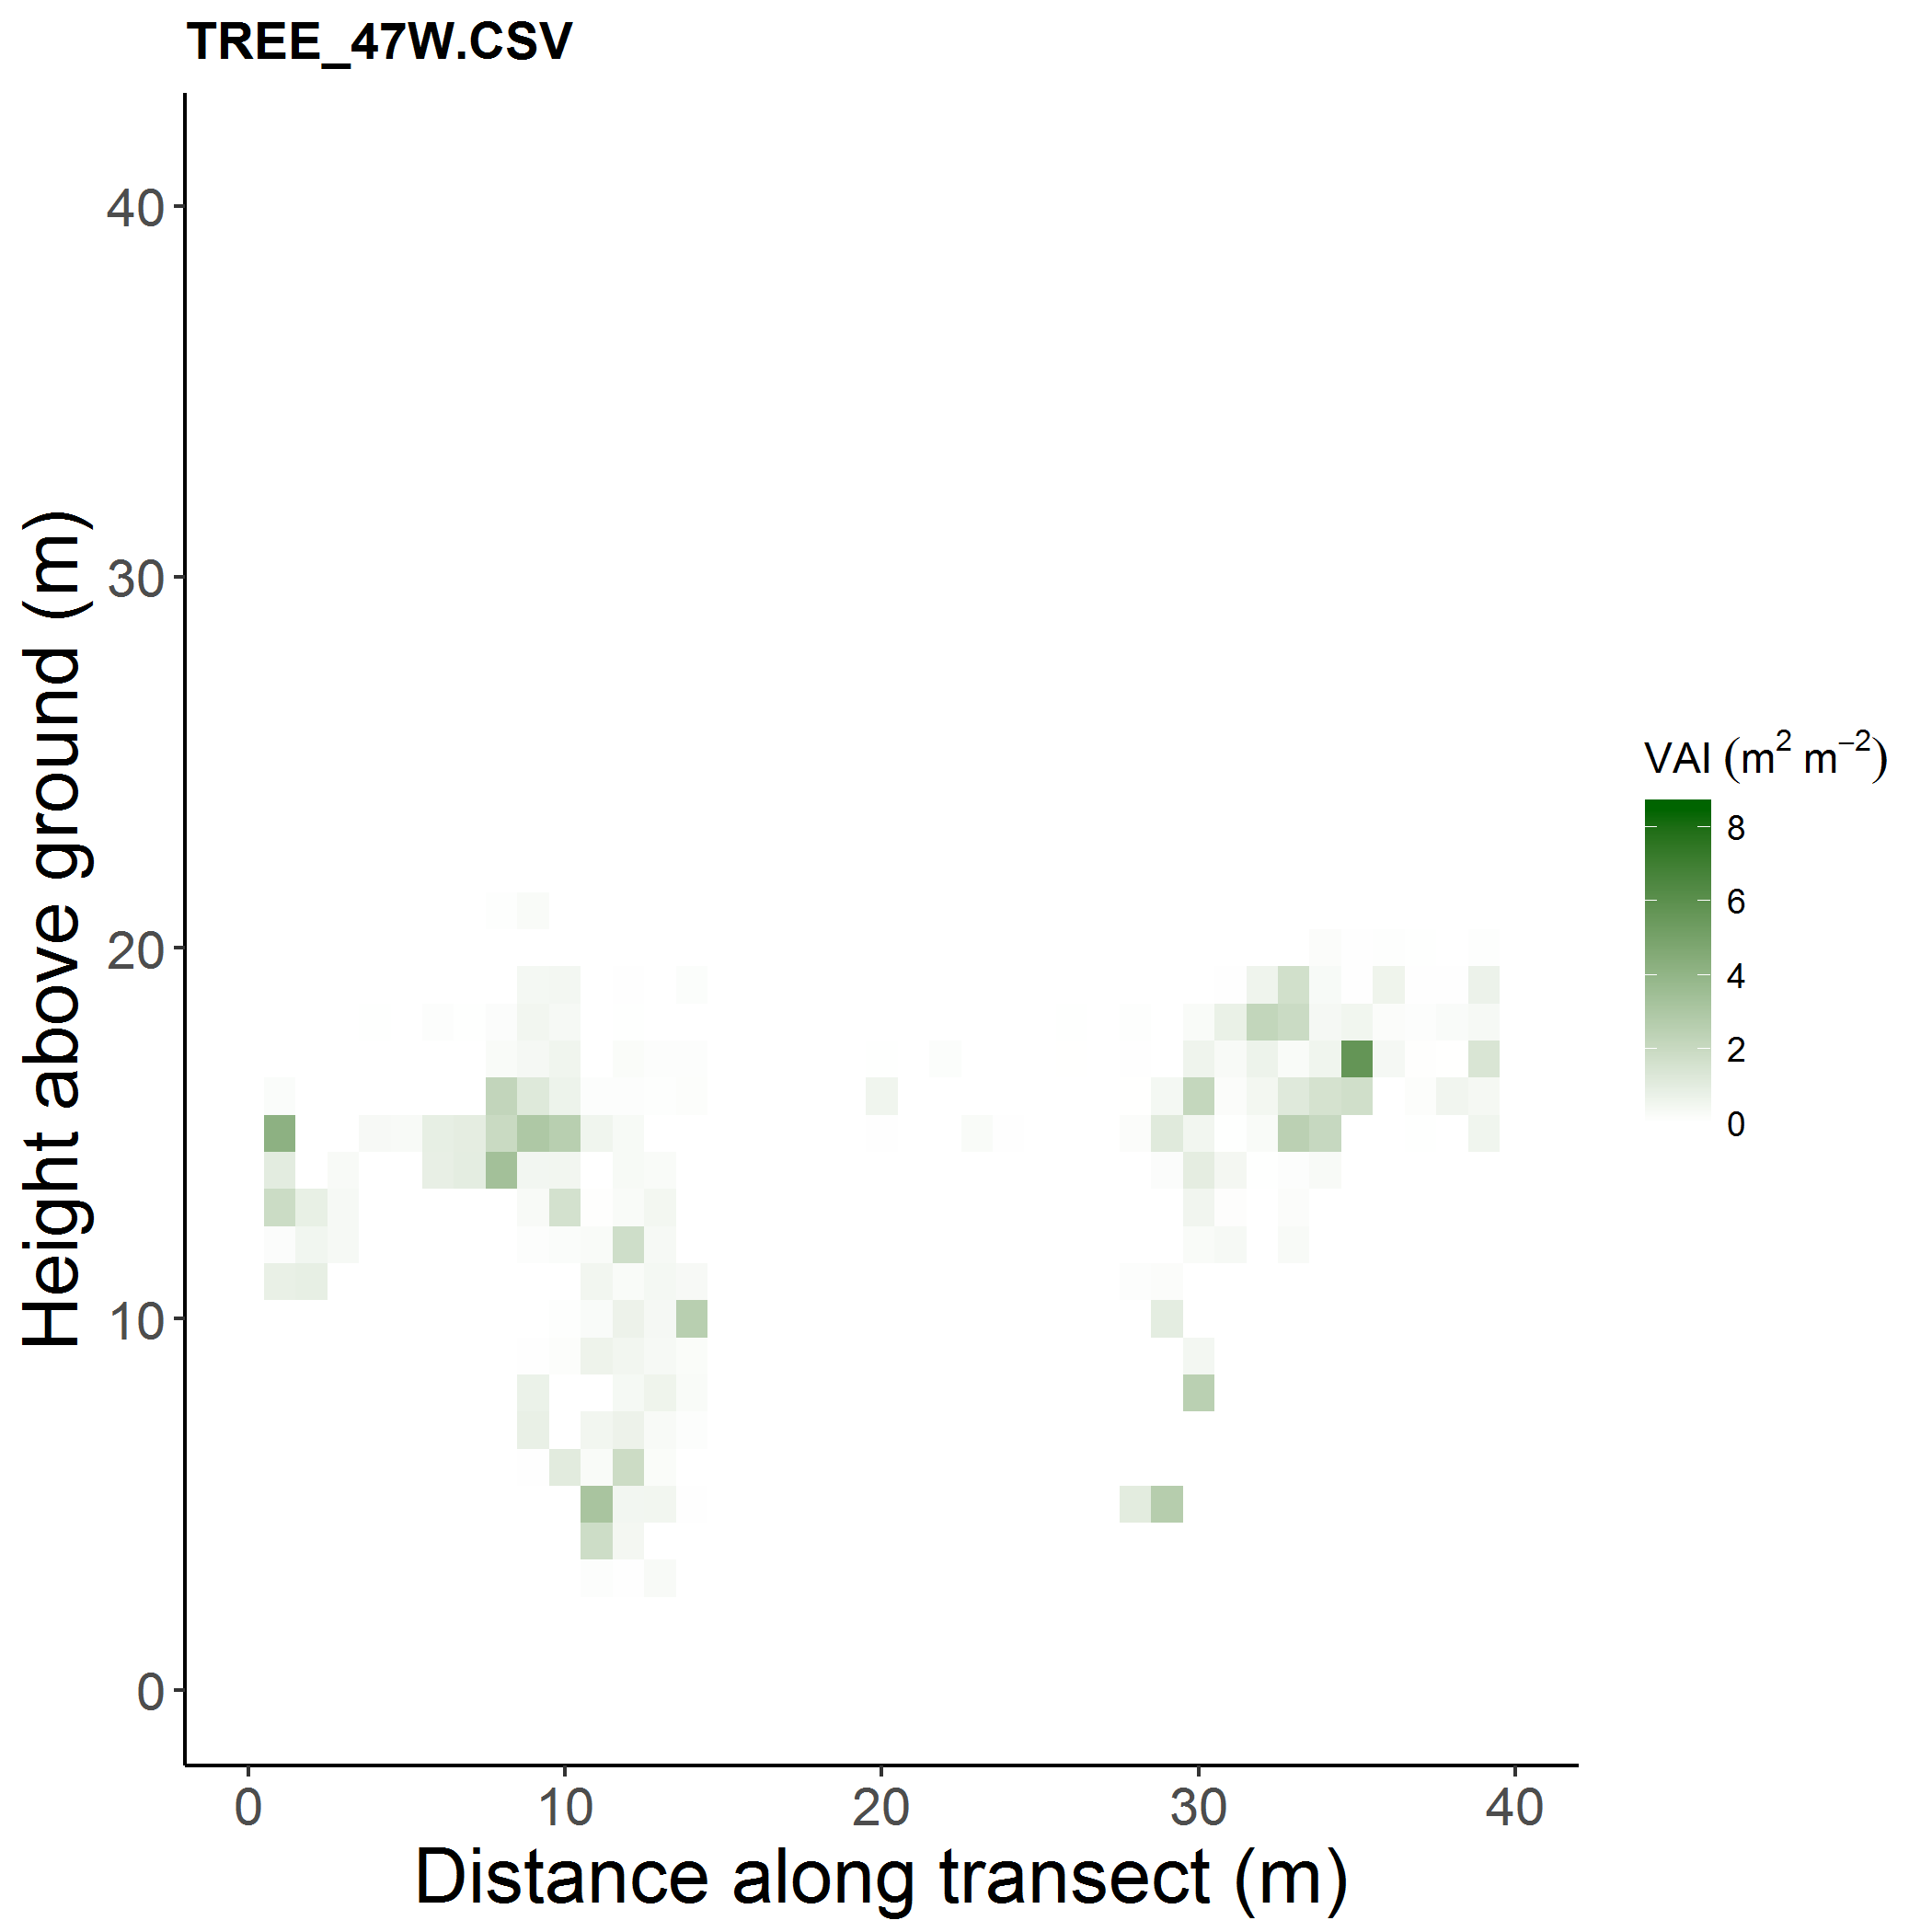 TREE_47W.CSV
40
30
20
10
0
Height above ground (m)
0 10 20 30 40
Distance along transect (m)
VAI (m² m⁻²)
8
6
4
2
0